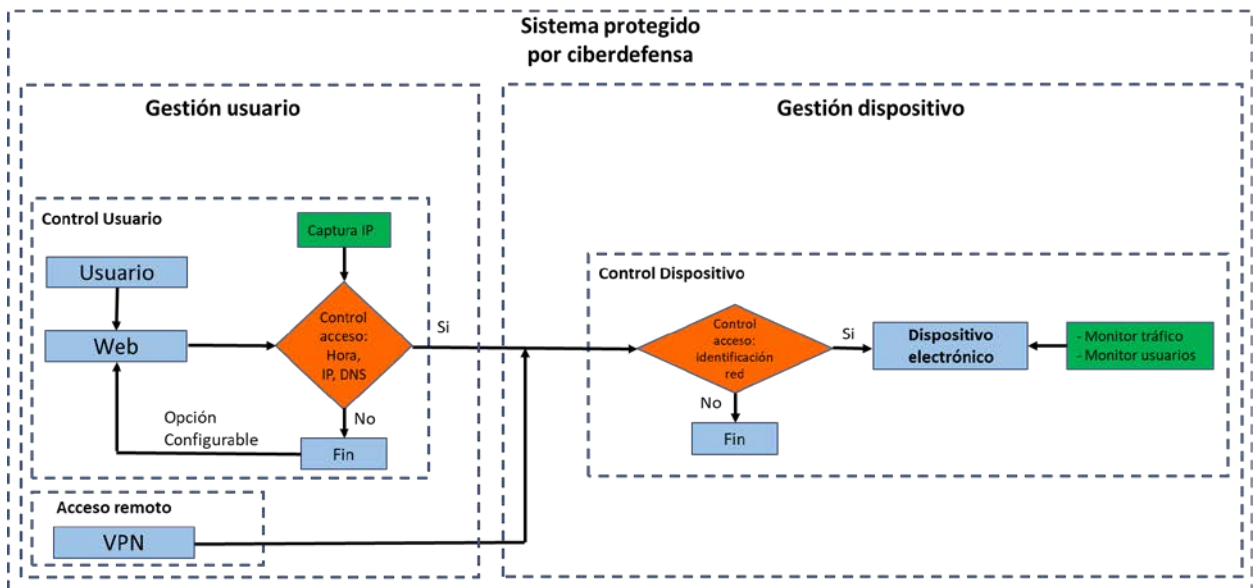 Sistema protegido
por ciberdefensa
Gestión usuario
Gestión dispositivo
Control Usuario
Captura IP
Usuario
Web
Control
acceso:
Hora,
IP, DNS
Si
No
Opción
Configurable
Fin
Acceso remoto
VPN
Control Dispositivo
Control
acceso:
identificación
red
Si
No
Fin
Dispositivo
electrónico
- Monitor tráfico
- Monitor usuarios